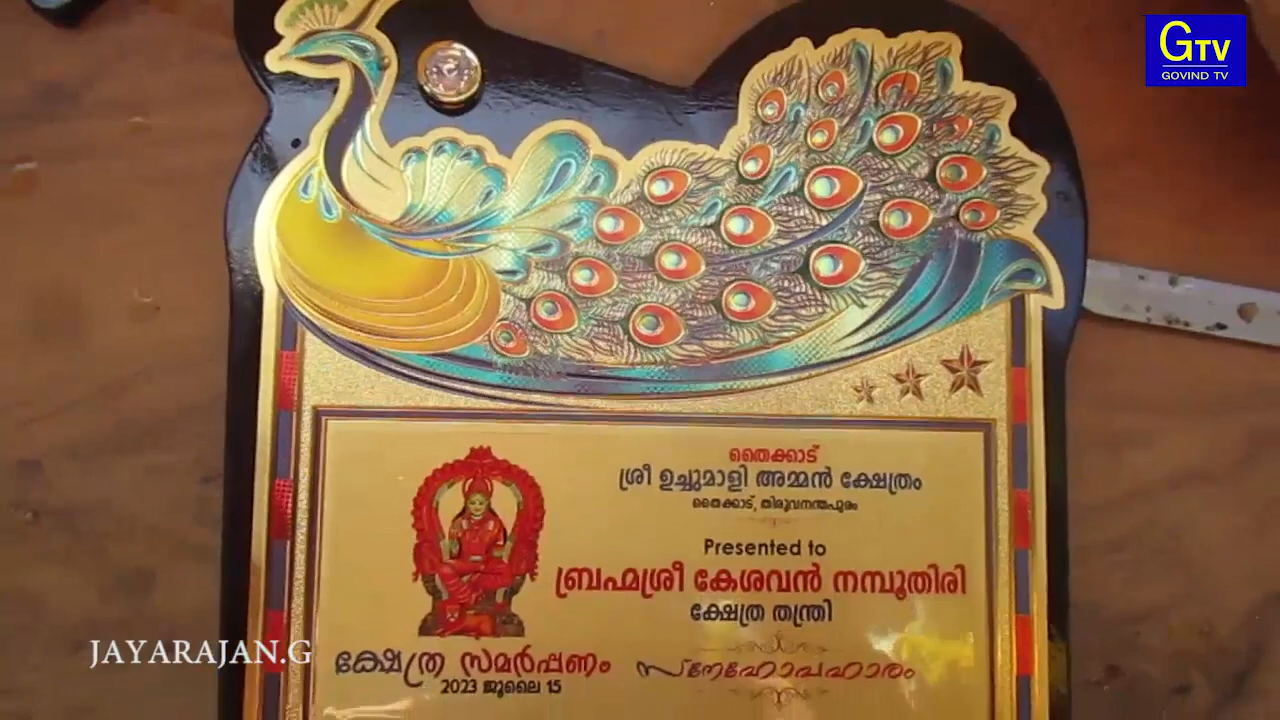 GTV
GOVIND TV
തൈക്കാട്
ശ്രീ ഉച്ചുമാളി അമ്മൻ ക്ഷേത്രം
തൈക്കാട്, തിരുവനന്തപുരം
Presented to
ബ്രഹ്മശ്രീ കേശവൻ നമ്പൂതിരി
ക്ഷേത്ര തന്ത്രി
ക്ഷേത്ര സമർപ്പണം
2023 ജൂലൈ 15
സ്നേഹോപഹാരം
JAYARAJAN.G